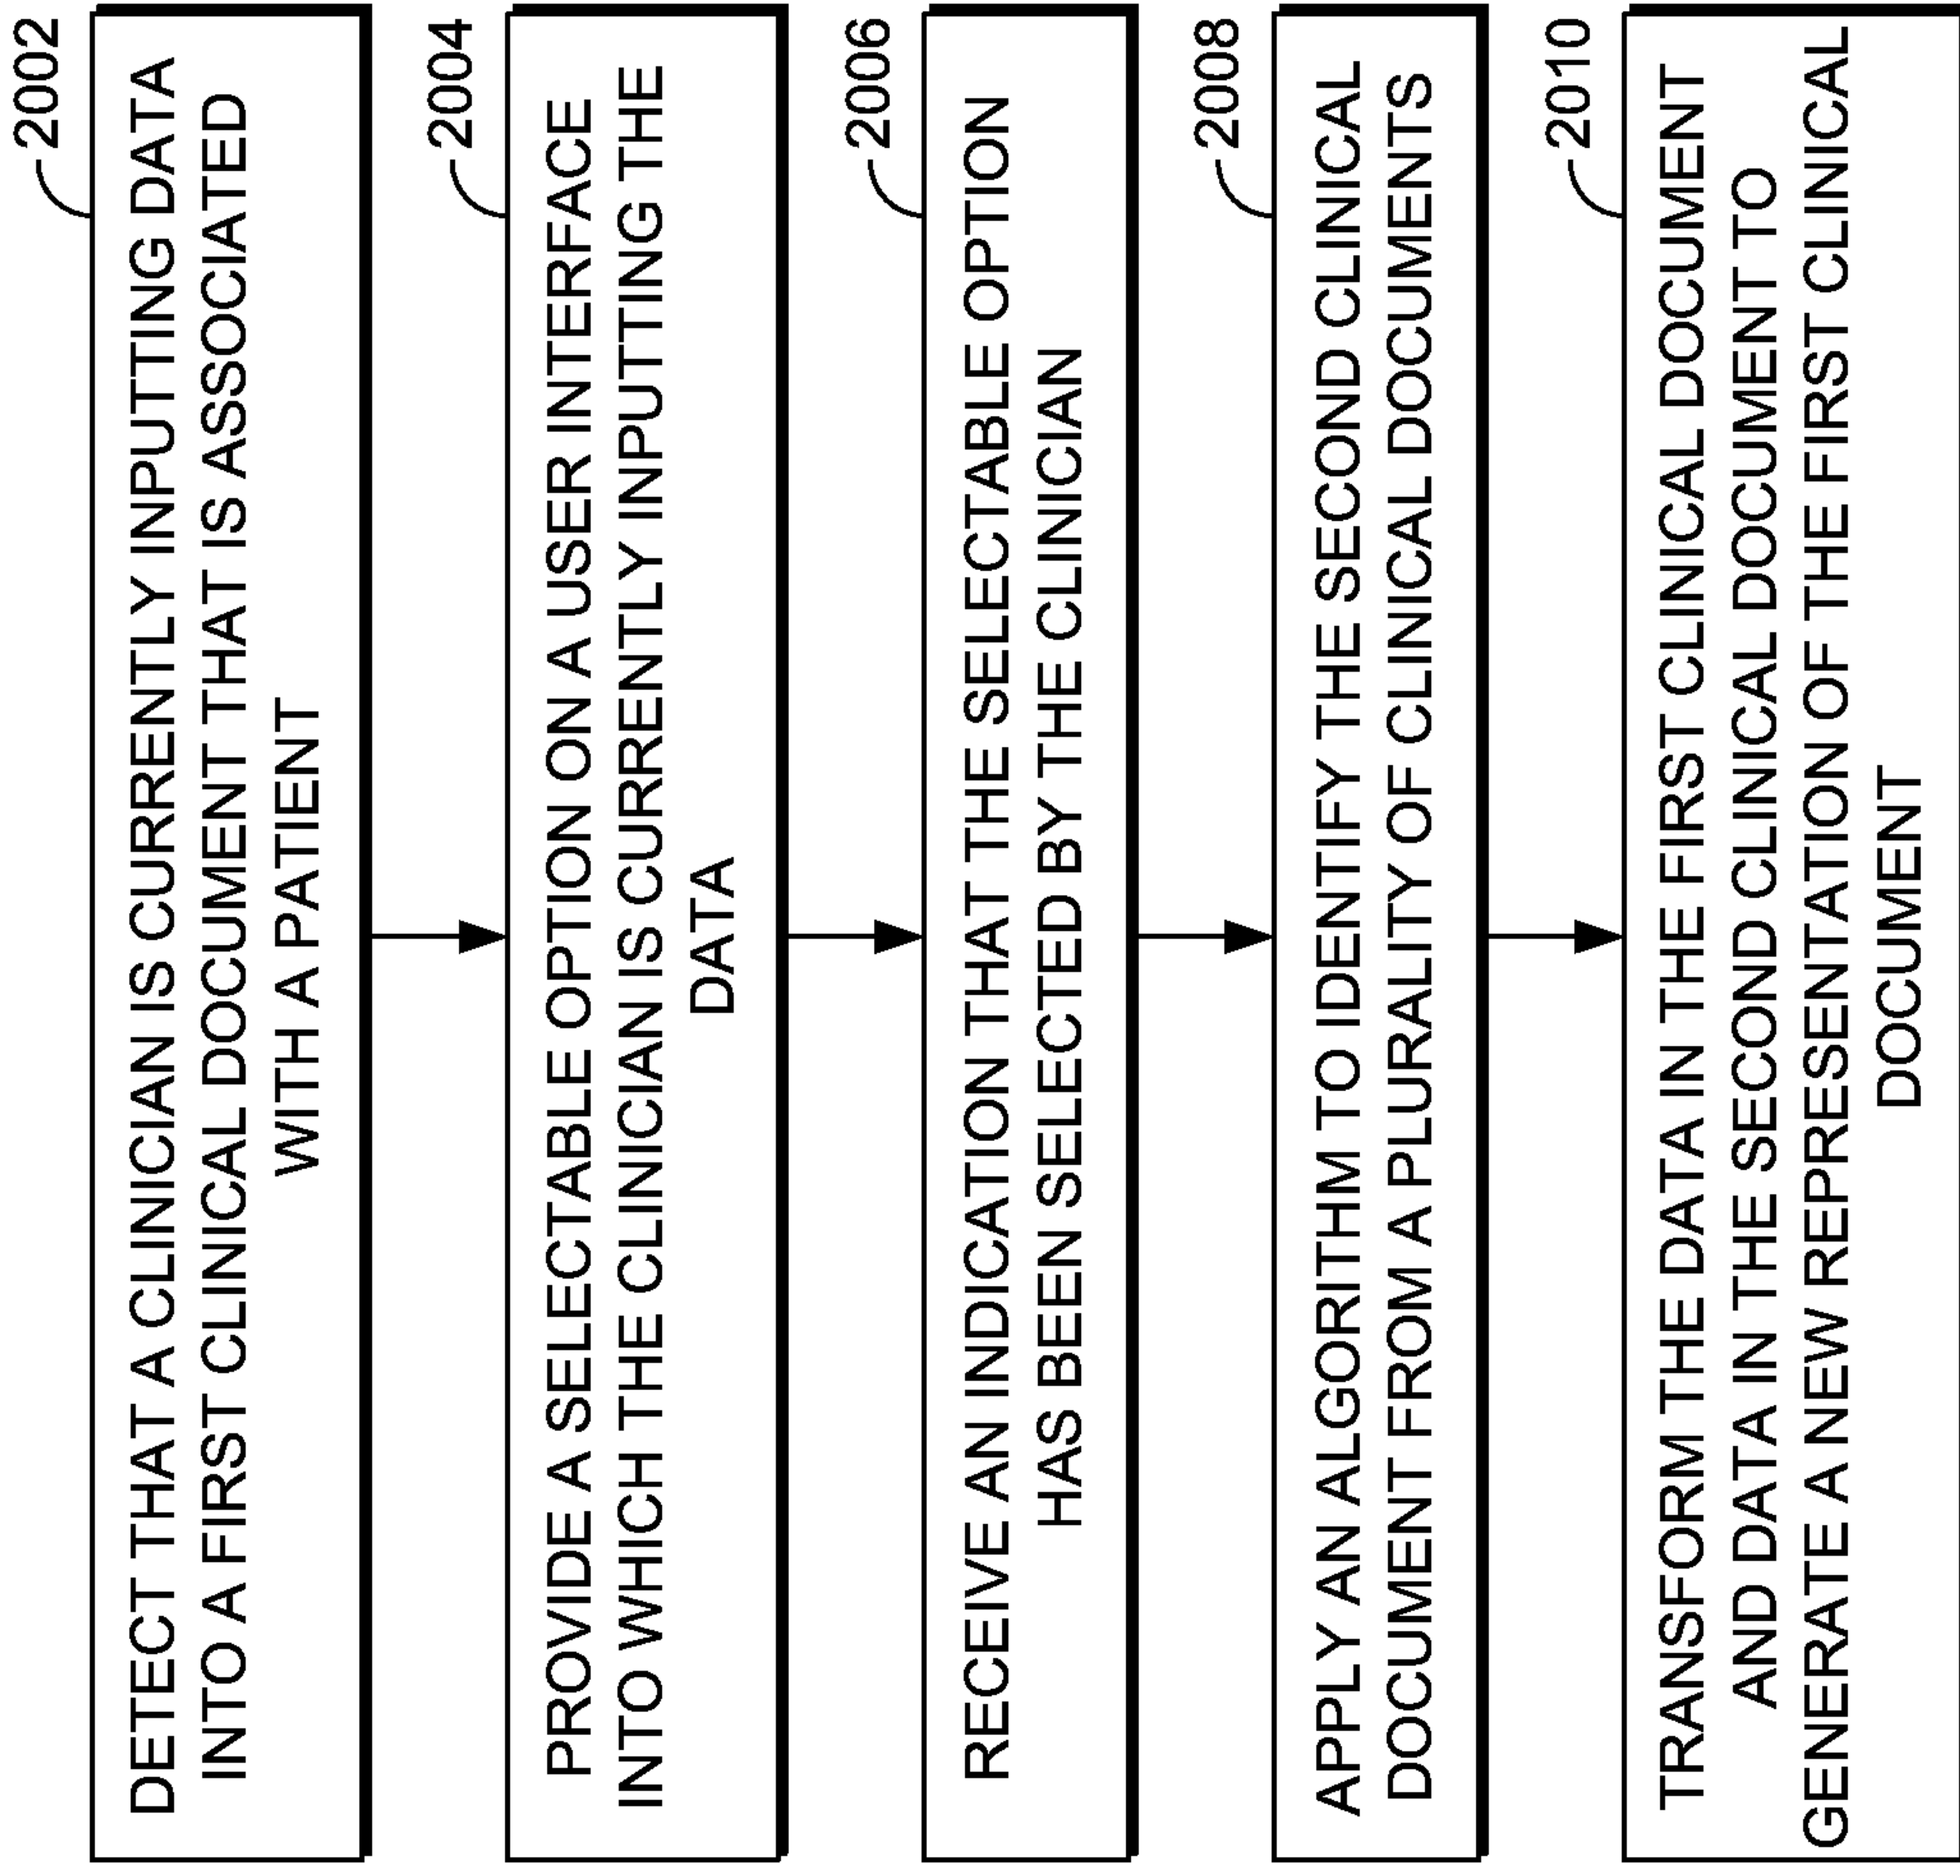 2002
DETECT THAT A CLINICIAN IS CURRENTLY INPUTTING DATA
INTO A FIRST CLINICAL DOCUMENT THAT IS ASSOCIATED
WITH A PATIENT
2004
PROVIDE A SELECTABLE OPTION ON A USER INTERFACE
INTO WHICH THE CLINICIAN IS CURRENTLY INPUTTING THE
DATA
2006
RECEIVE AN INDICATION THAT THE SELECTABLE OPTION
HAS BEEN SELECTED BY THE CLINICIAN
2008
APPLY AN ALGORITHM TO IDENTIFY THE SECOND CLINICAL
DOCUMENT FROM A PLURALITY OF CLINICAL DOCUMENTS
2010
TRANSFORM THE DATA IN THE FIRST CLINICAL DOCUMENT
AND DATA IN THE SECOND CLINICAL DOCUMENT TO
GENERATE A NEW REPRESENTATION OF THE FIRST CLINICAL
DOCUMENT